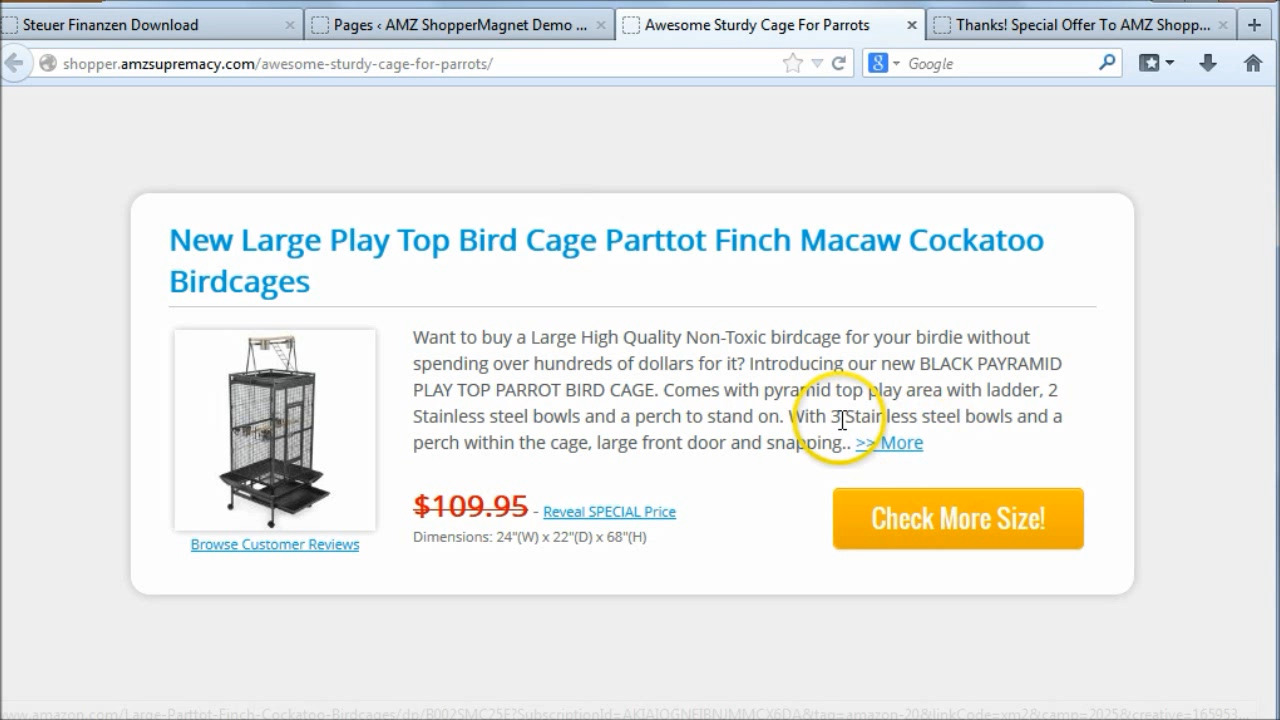 Steuer Finanzen Download
Pages ‹ AMZ ShopperMagnet Demo ...
Awesome Sturdy Cage For Parrots
Thanks! Special Offer To AMZ Shopp...
shopper.amzsupremacy.com/awesome-sturdy-cage-for-parrots/
Google
New Large Play Top Bird Cage Parttot Finch Macaw Cockatoo
Birdcages
Want to buy a Large High Quality Non-Toxic birdcage for your birdie without
spending over hundreds of dollars for it? Introducing our new BLACK PAYRAMID
PLAY TOP PARROT BIRD CAGE. Comes with pyramid top play area with ladder, 2
Stainless steel bowls and a perch to stand on. With 3 Stainless steel bowls and a
perch within the cage, large front door and snapping.. >> More
$109.95 - Reveal SPECIAL Price
Check More Size!
Dimensions: 24"(W) x 22"(D) x 68"(H)
Browse Customer Reviews